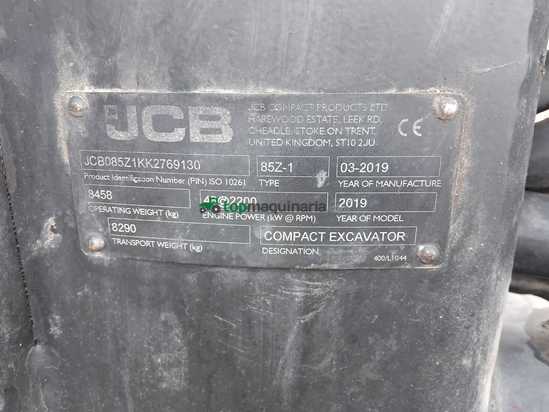 JCB
JCB COMPACT PRODUCTS LTD
HAREWOOD ESTATE, LEEK RD,
CHEADLE, STOKE ON TRENT,
UNITED KINGDOM, ST10 2JU
CE
JCB085Z1KK2769130 85Z-1 03-2019
Product Identification Number (PIN) ISO 10261 TYPE YEAR OF MANUFACTURE
8458 @2200 2019
topmaquinaria
OPERATING WEIGHT (kg) ENGINE POWER (kW @ RPM) YEAR OF MODEL
8290 COMPACT EXCAVATOR
TRANSPORT WEIGHT (kg) DESIGNATION 400/L1044